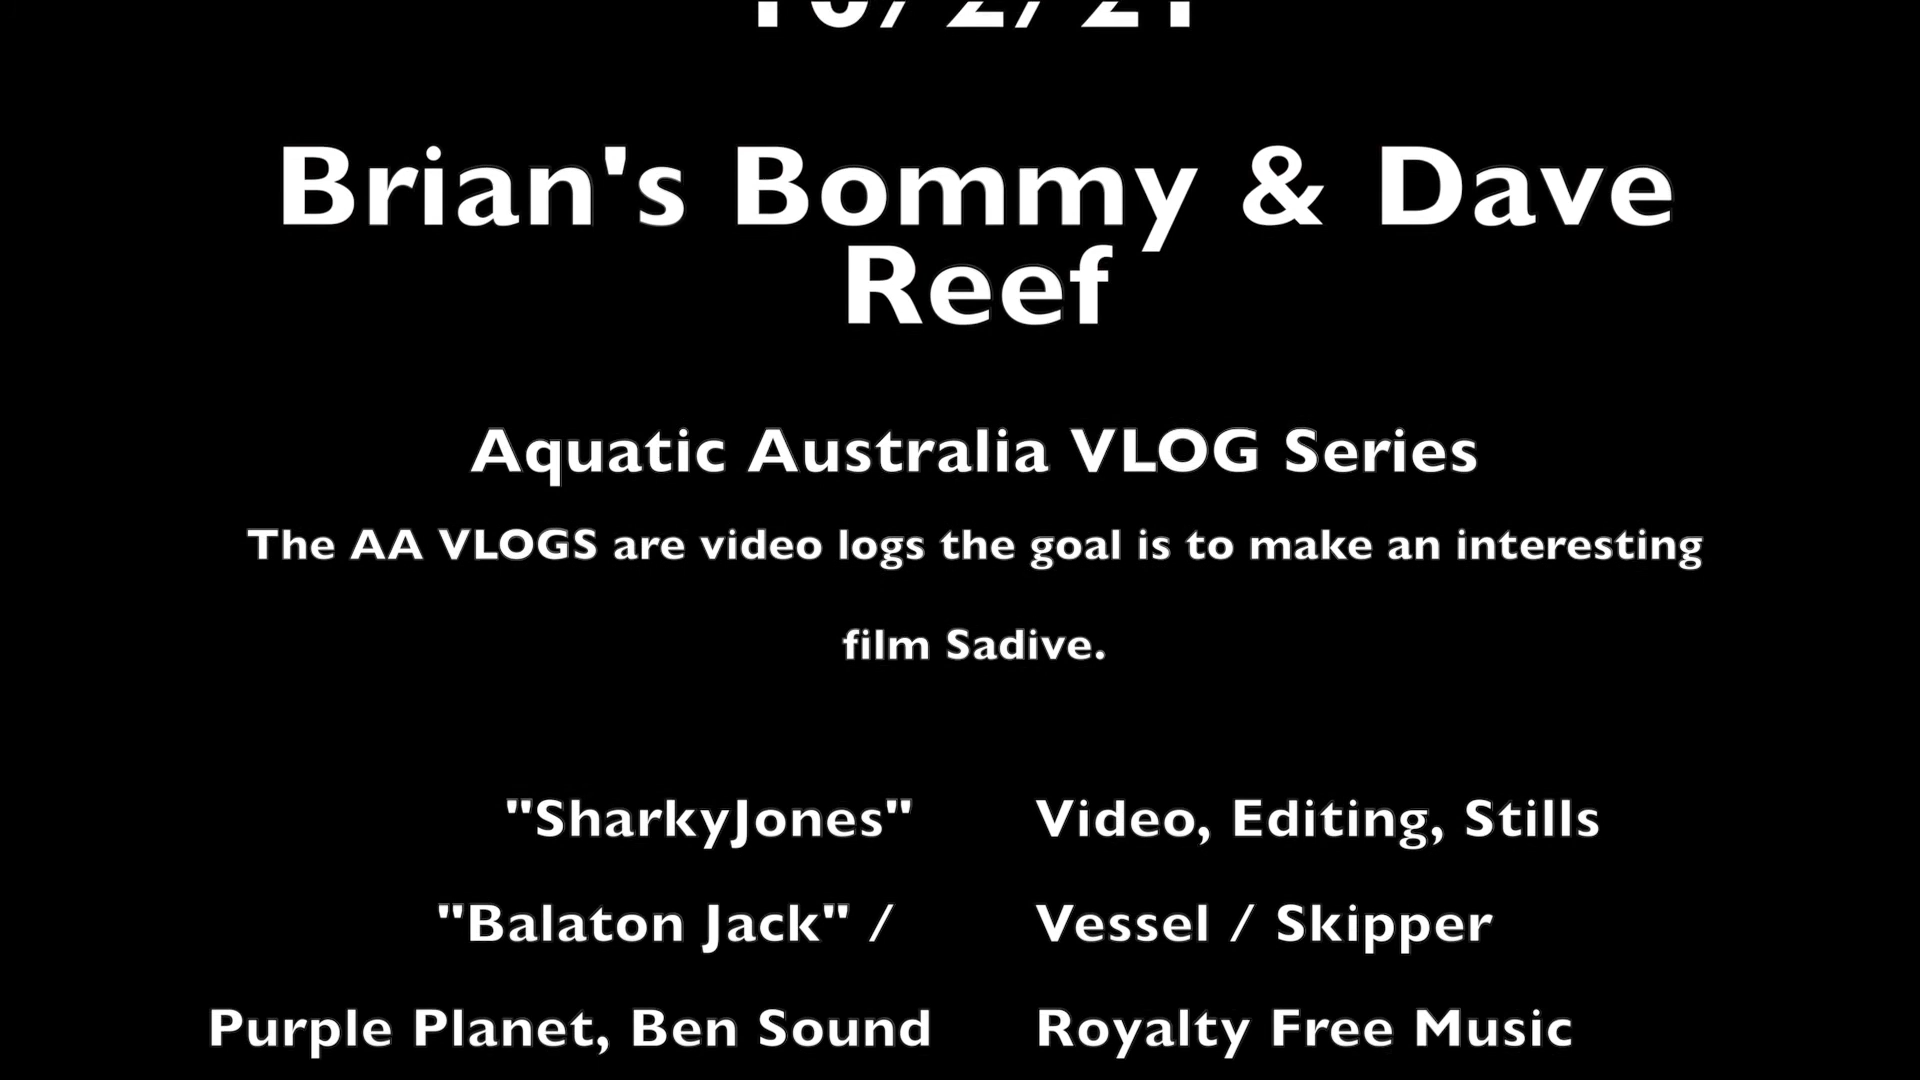 Brian's Bommy & Dave
Reef
Aquatic Australia VLOG Series
The AA VLOGS are video logs the goal is to make an interesting
film Sadive.
"SharkyJones" Video, Editing, Stills
"Balaton Jack" / Vessel / Skipper
Purple Planet, Ben Sound Royalty Free Music